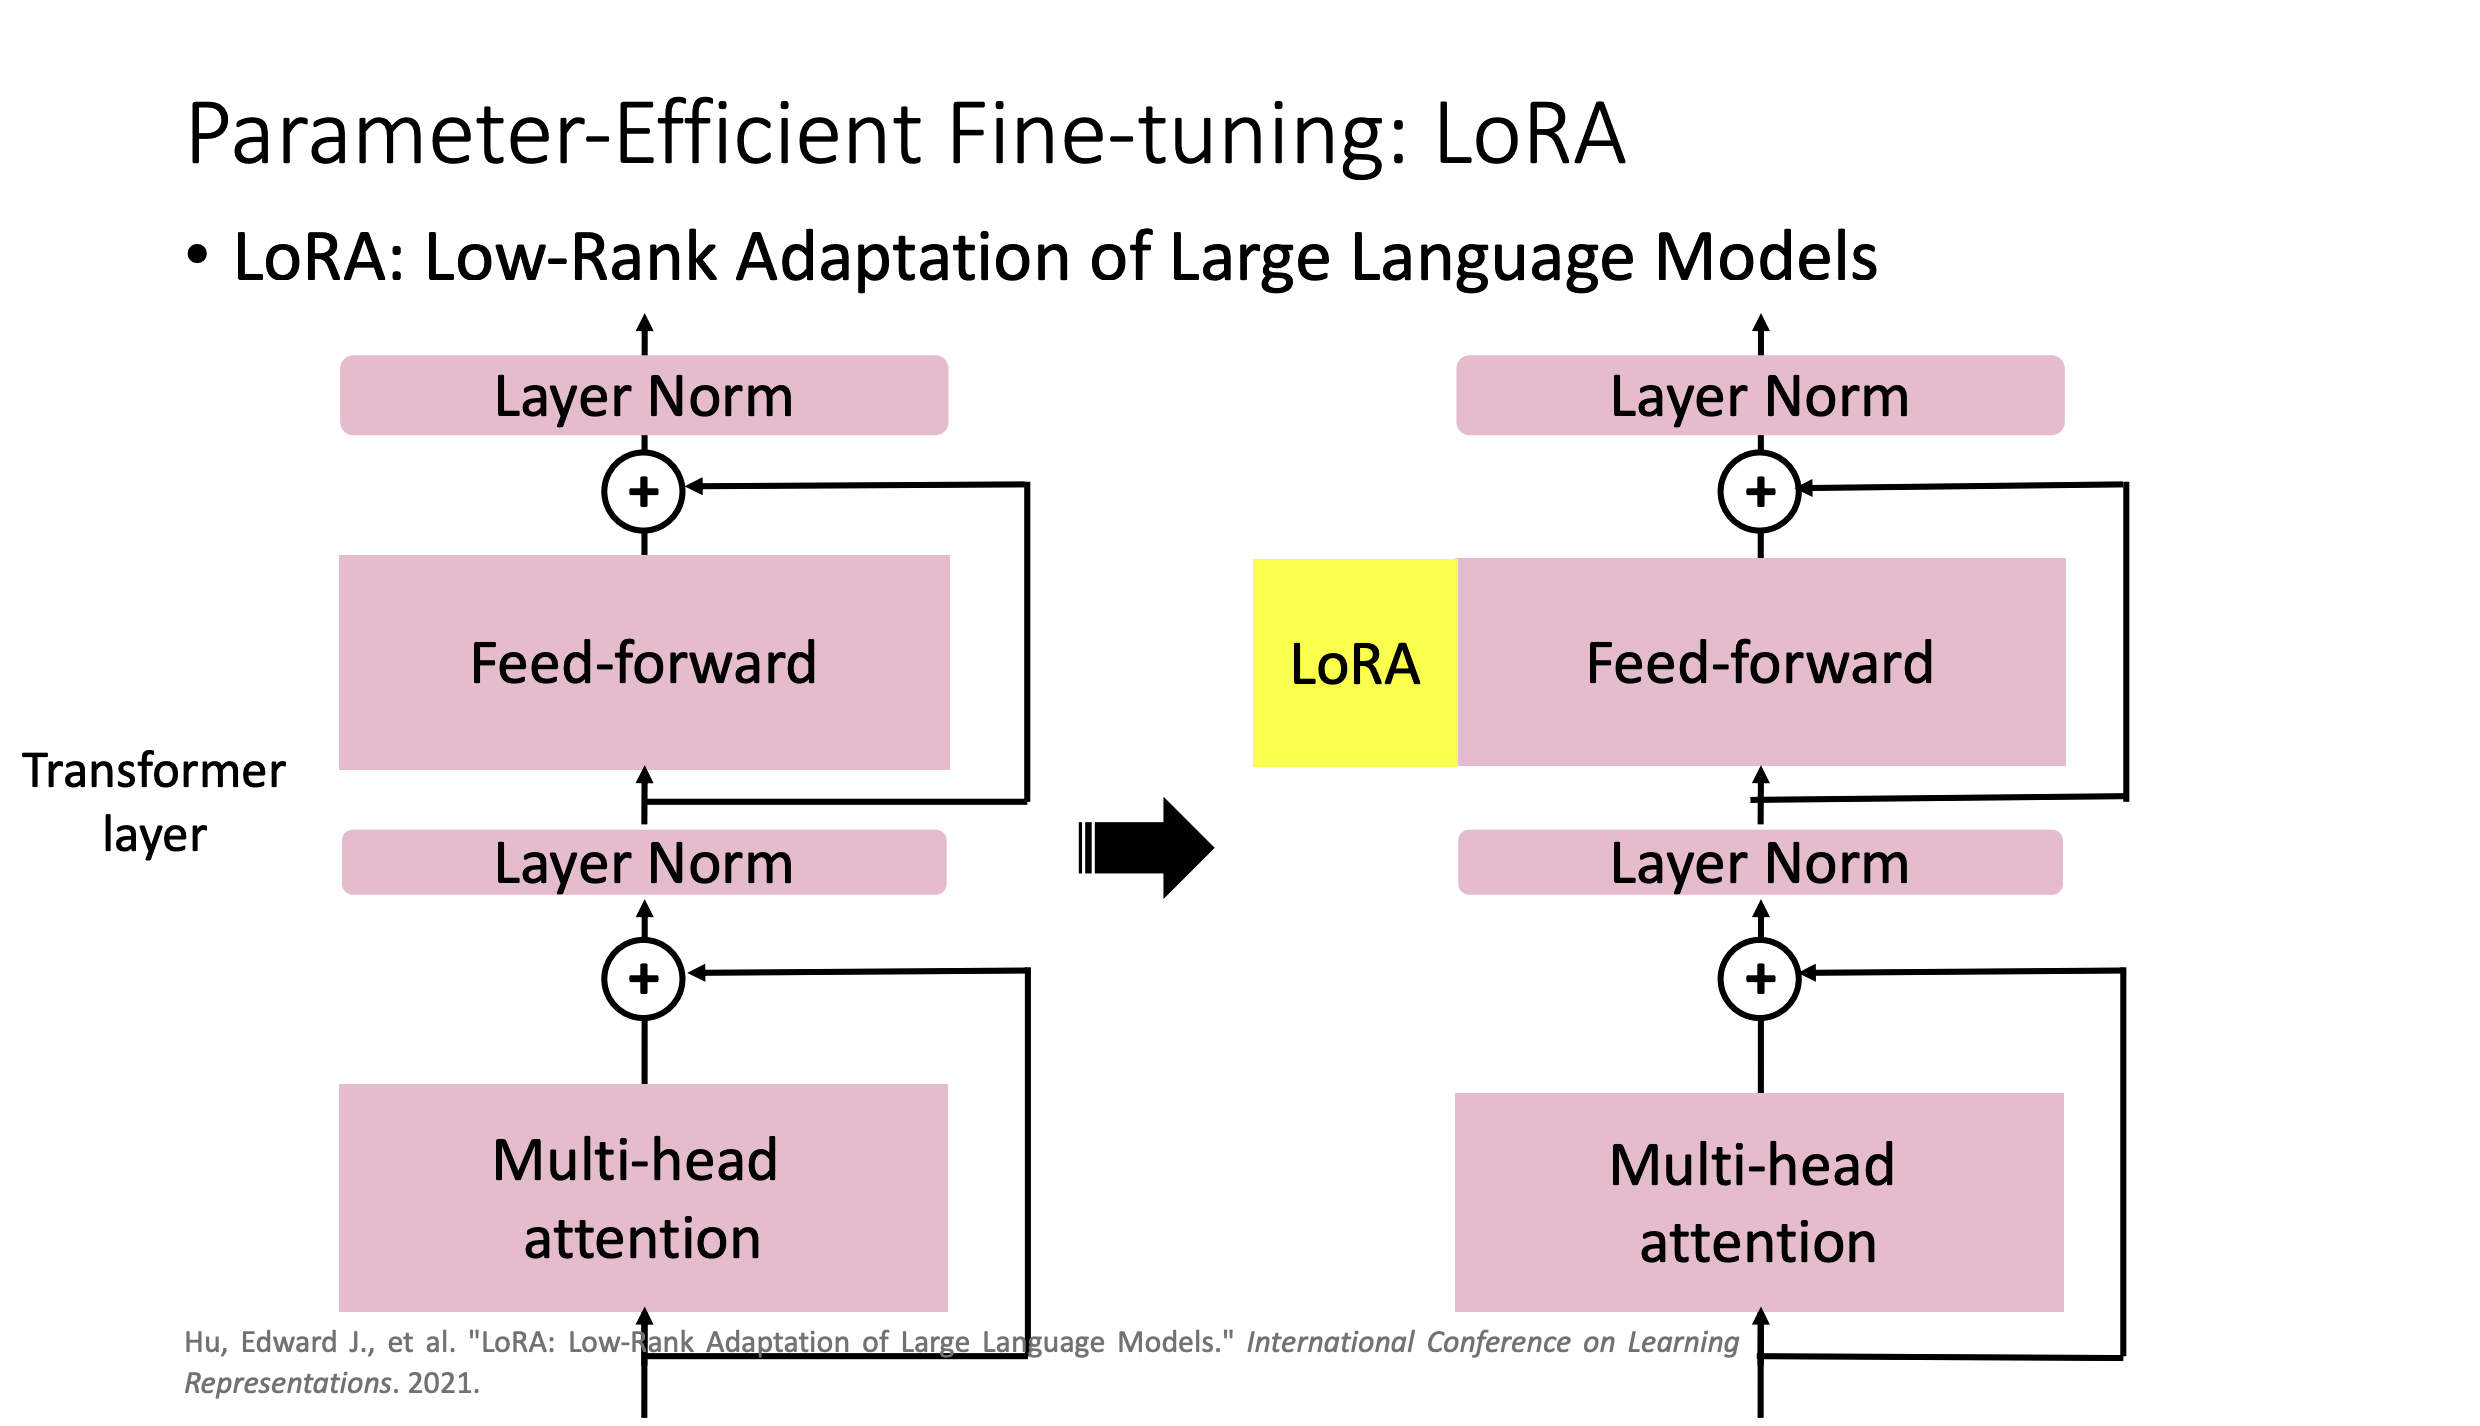 Parameter-Efficient Fine-tuning: LoRA
• LoRA: Low-Rank Adaptation of Large Language Models
Layer Norm
+
Feed-forward
Transformer
layer
Layer Norm
+
Multi-head
attention
Layer Norm
+
LoRA
Feed-forward
Layer Norm
+
Multi-head
attention
Hu, Edward J., et al. "LoRA: Low-Rank Adaptation of Large Language Models." International Conference on Learning
Representations. 2021.